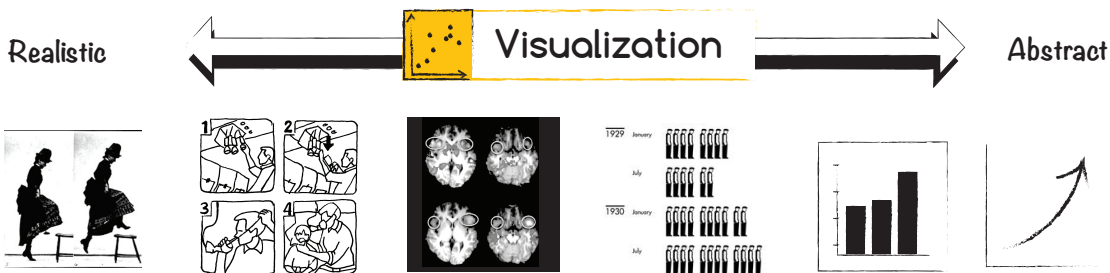 Realistic
Visualization
Abstract
1
2
3
4
1929 January
July
1930 January
July